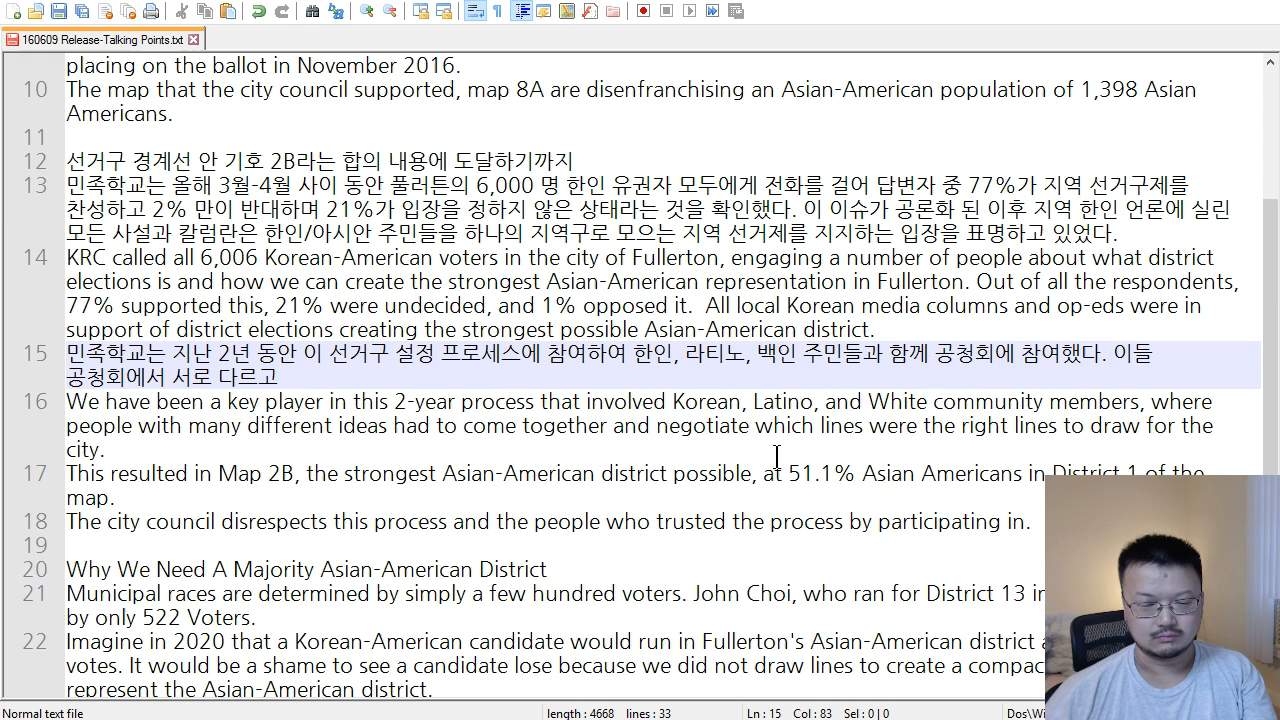 160609 Release-Talking Points.txt
placing on the ballot in November 2016.
10 The map that the city council supported, map 8A are disenfranchising an Asian-American population of 1,398 Asian
Americans.
11
12 선거구 경계선 안 기호 2B라는 합의 내용에 도달하기까지
13 민족학교는 올해 3월-4월 사이 동안 풀러튼의 6,000 명 한인 유권자 모두에게 전화를 걸어 답변자 중 77%가 지역 선거구제를
찬성하고 2% 만이 반대하며 21%가 입장을 정하지 않은 상태라는 것을 확인했다. 이 이슈가 공론화 된 이후 지역 한인 언론에 실린
모든 사설과 칼럼란은 한인/아시안 주민들을 하나의 지역구로 모으는 지역 선거제를 지지하는 입장을 표명하고 있었다.
14 KRC called all 6,006 Korean-American voters in the city of Fullerton, engaging a number of people about what district
elections is and how we can create the strongest Asian-American representation in Fullerton. Out of all the respondents,
77% supported this, 21% were undecided, and 1% opposed it.  All local Korean media columns and op-eds were in
support of district elections creating the strongest possible Asian-American district.
15 민족학교는 지난 2년 동안 이 선거구 설정 프로세스에 참여하여 한인, 라티노, 백인 주민들과 함께 공청회에 참여했다. 이들
공청회에서 서로 다르고
16 We have been a key player in this 2-year process that involved Korean, Latino, and White community members, where
people with many different ideas had to come together and negotiate which lines were the right lines to draw for the
city.
17 This resulted in Map 2B, the strongest Asian-American district possible, at 51.1% Asian Americans in District 1 of the
map.
18 The city council disrespects this process and the people who trusted the process by participating in.
19
20 Why We Need A Majority Asian-American District
21 Municipal races are determined by simply a few hundred voters. John Choi, who ran for District 13 in
by only 522 Voters.
22 Imagine in 2020 that a Korean-American candidate would run in Fullerton's Asian-American district
votes. It would be a shame to see a candidate lose because we did not draw lines to create a
represent the Asian-American district.
Normal text file length : 4668 lines : 33 Ln : 15 Col : 83 Sel : 0 | 0